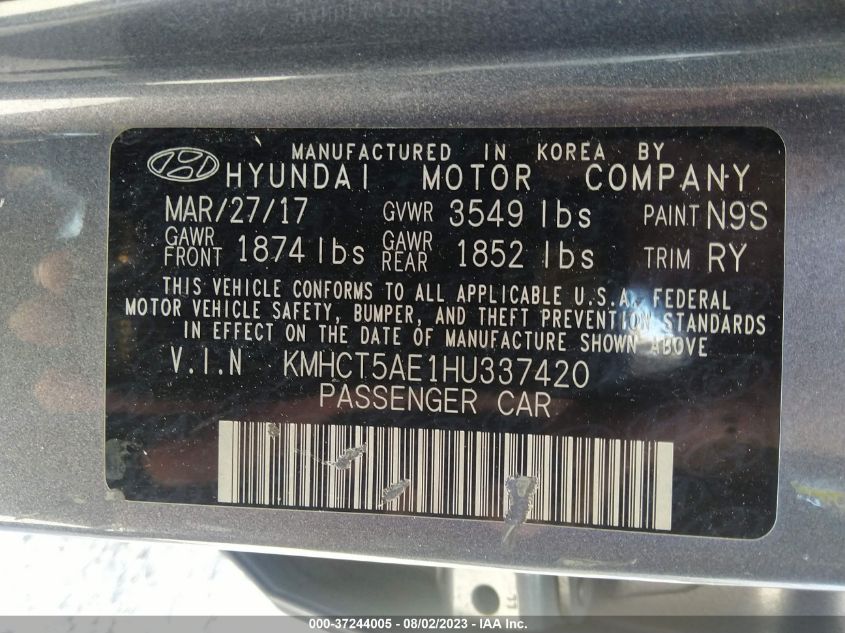 MANUFACTURED IN KOREA BY
HYUNDAI MOTOR COMPANY
MAR/27/17 GVWR 3549 lbs PAINT N9S
GAWR FRONT 1874 lbs GAWR REAR 1852 lbs TRIM RY
THIS VEHICLE CONFORMS TO ALL APPLICABLE U.S.A. FEDERAL
MOTOR VEHICLE SAFETY, BUMPER, AND THEFT PREVENTION STANDARDS
IN EFFECT ON THE DATE OF MANUFACTURE SHOWN ABOVE
V.I.N KMHCT5AE1HU337420
PASSENGER CAR
— 37244005 — 08/02/2023 — IAA Inc. —